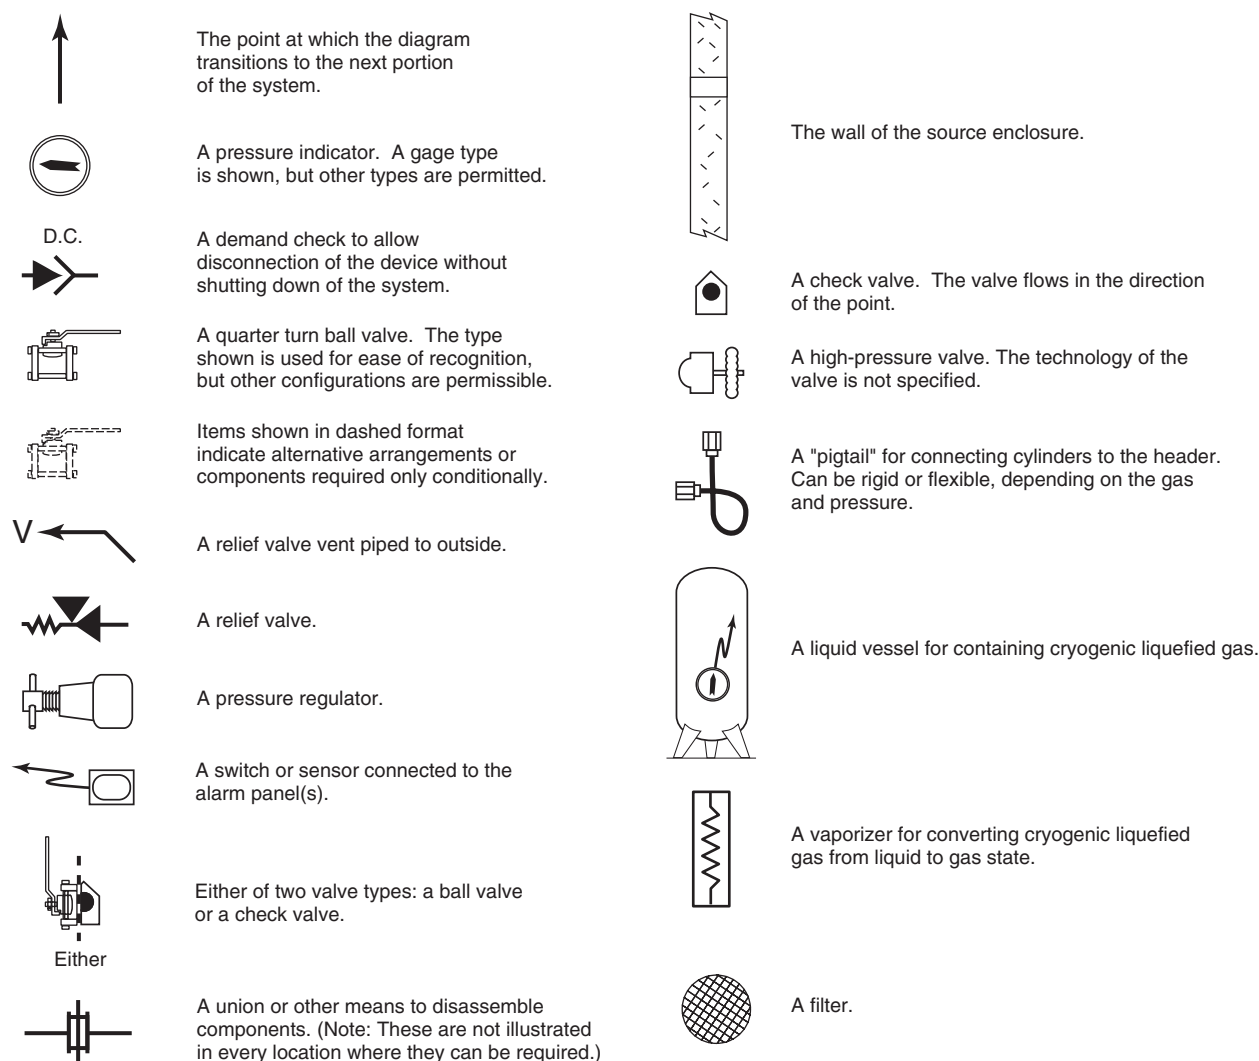 The point at which the diagram
transitions to the next portion
of the system.
A pressure indicator. A gage type
is shown, but other types are permitted.
D.C.
A demand check to allow
disconnection of the device without
shutting down of the system.
A quarter turn ball valve. The type
shown is used for ease of recognition,
but other configurations are permissible.
Items shown in dashed format
indicate alternative arrangements or
components required only conditionally.
V
A relief valve vent piped to outside.
A relief valve.
A pressure regulator.
A switch or sensor connected to the
alarm panel(s).
Either of two valve types: a ball valve
or a check valve.
Either
A union or other means to disassemble
components. (Note: These are not illustrated
in every location where they can be required.)
The wall of the source enclosure.
A check valve. The valve flows in the direction
of the point.
A high-pressure valve. The technology of the
valve is not specified.
A "pigtail" for connecting cylinders to the header.
Can be rigid or flexible, depending on the gas
and pressure.
A liquid vessel for containing cryogenic liquefied gas.
A vaporizer for converting cryogenic liquefied
gas from liquid to gas state.
A filter.